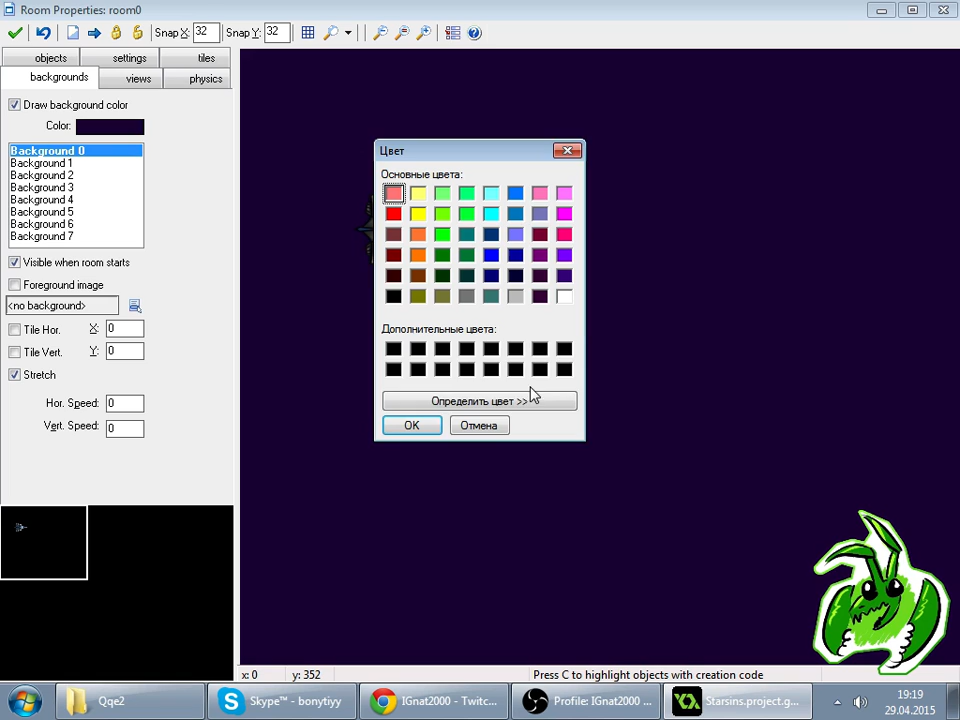 Room Properties: room0
Snap X: 32 Snap Y: 32
objects settings tiles
backgrounds views physics
Draw background color
Color:
Background 0
Background 1
Background 2
Background 3
Background 4
Background 5
Background 6
Background 7
Visible when room starts
Foreground image
<no background>
Tile Hor. X: 0
Tile Vert. Y: 0
Stretch
Hor. Speed: 0
Vert. Speed: 0
Цвет
Основные цвета:
Дополнительные цвета:
Определить цвет >>
OK Отмена
x: 0 y: 352 Press C to highlight objects with creation code
Qqe2 Skype™ - bonytiyy IGnat2000 - Twitc... Profile: IGnat2000 ... Starsins.project.g...
19:19
29.04.2015